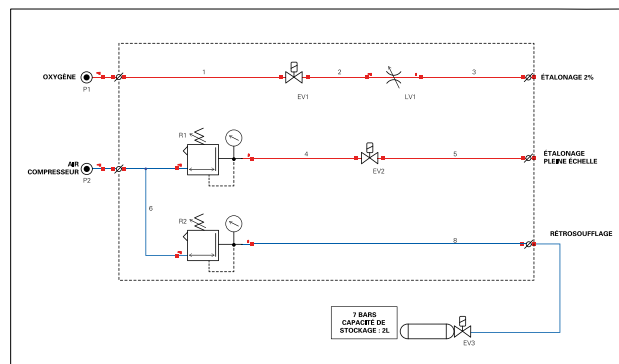 1
2
3
OXYGÈNE
ÉTALONAGE 2%
P1
EV1
LV1
R1
4
5
AIR
COMPRESSEUR
ÉTALONAGE
PLEINE ÉCHELLE
P2
EV2
6
R2
RÉTROSOUFFLAGE
8
7 BARS
CAPACITÉ DE
STOCKAGE : 2L
EV3